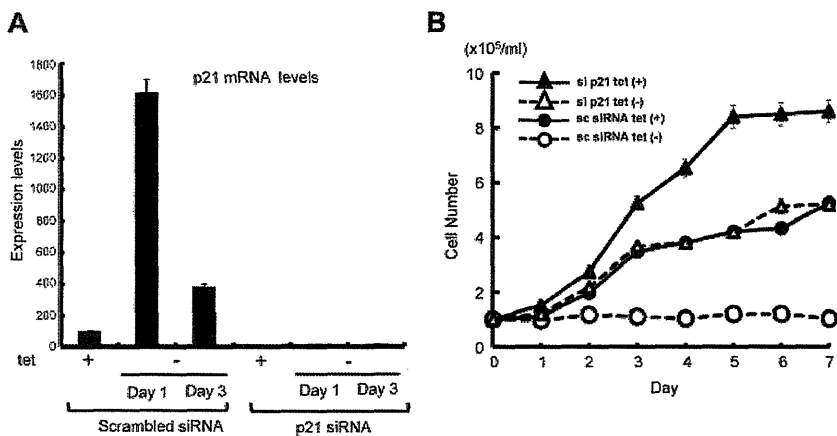 A
p21 mRNA levels
Expression levels
1800
1600
1400
1200
1000
800
600
400
200
0
tet + - + -
Day 1 Day 3 Day 1 Day 3
Scrambled siRNA p21 siRNA
B
(x10⁵/ml)
si p21 tet (+)
si p21 tet (-)
sc siRNA tet (+)
sc siRNA tet (-)
Cell Number
10
8
6
4
2
0
0 1 2 3 4 5 6 7
Day